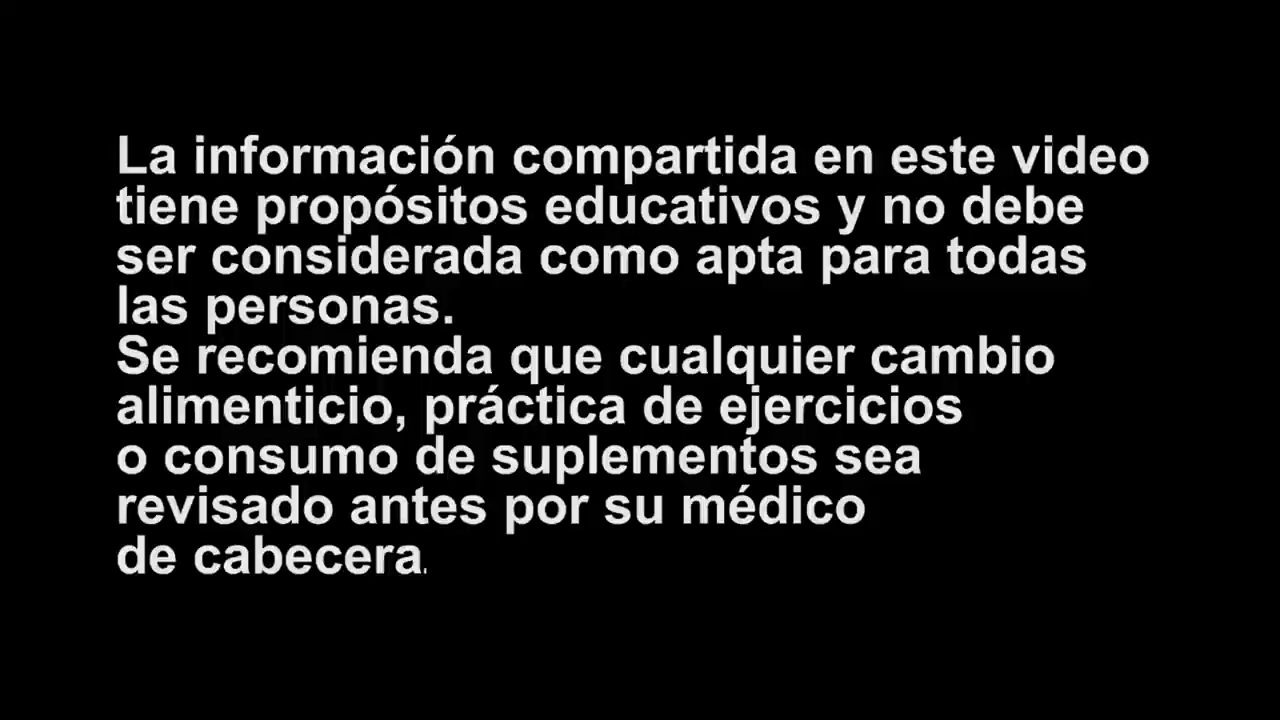 La información compartida en este video
tiene propósitos educativos y no debe
ser considerada como apta para todas
las personas.
Se recomienda que cualquier cambio
alimenticio, práctica de ejercicios
o consumo de suplementos sea
revisado antes por su médico
de cabecera.